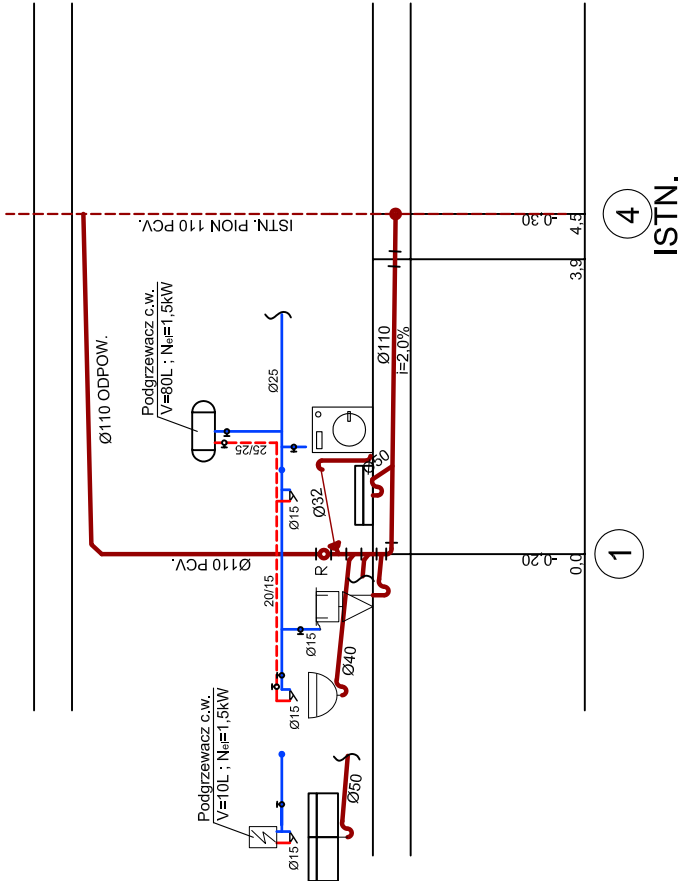 ISTN. PION 110 PCV.
Ø110 ODPOW.
Podgrzewacz c.w.
V=80L ; Nel=1,5kW
Ø25
25/25
Ø15
Ø32
Ø50
Ø110
i=2,0%
-0,30
4,5
3,9
4
ISTN.
Ø110 PCV.
20/15
R
Ø15
Ø40
Ø15
-0,20
0,0
1
Podgrzewacz c.w.
V=10L ; Nel=1,5kW
Ø15
Ø50